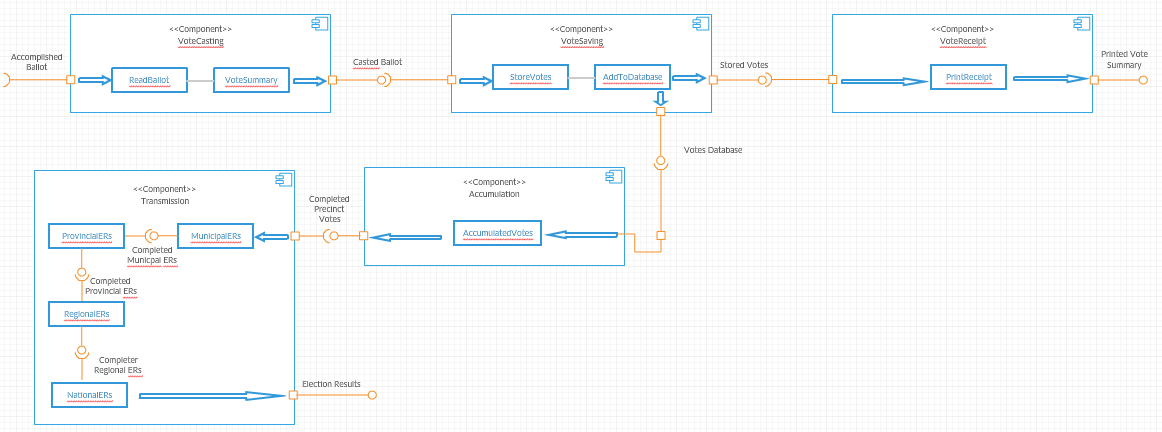 <<Component>>
VoteCasting
Accomplished
Ballot
ReadBallot
VoteSummary
Casted Ballot
<<Component>>
VoteSaving
StoreVotes
AddToDatabase
Stored Votes
<<Component>>
VoteReceipt
PrintReceipt
Printed Vote
Summary
Votes Database
<<Component>>
Transmission
ProvincialERs
MunicipalERs
Completed
Municpal ERs
Completed
Provincial ERs
RegionalERs
Completer
Regional ERs
NationalERs
Election Results
Completed
Precinct
Votes
<<Component>>
Accumulation
AccumulatedVotes